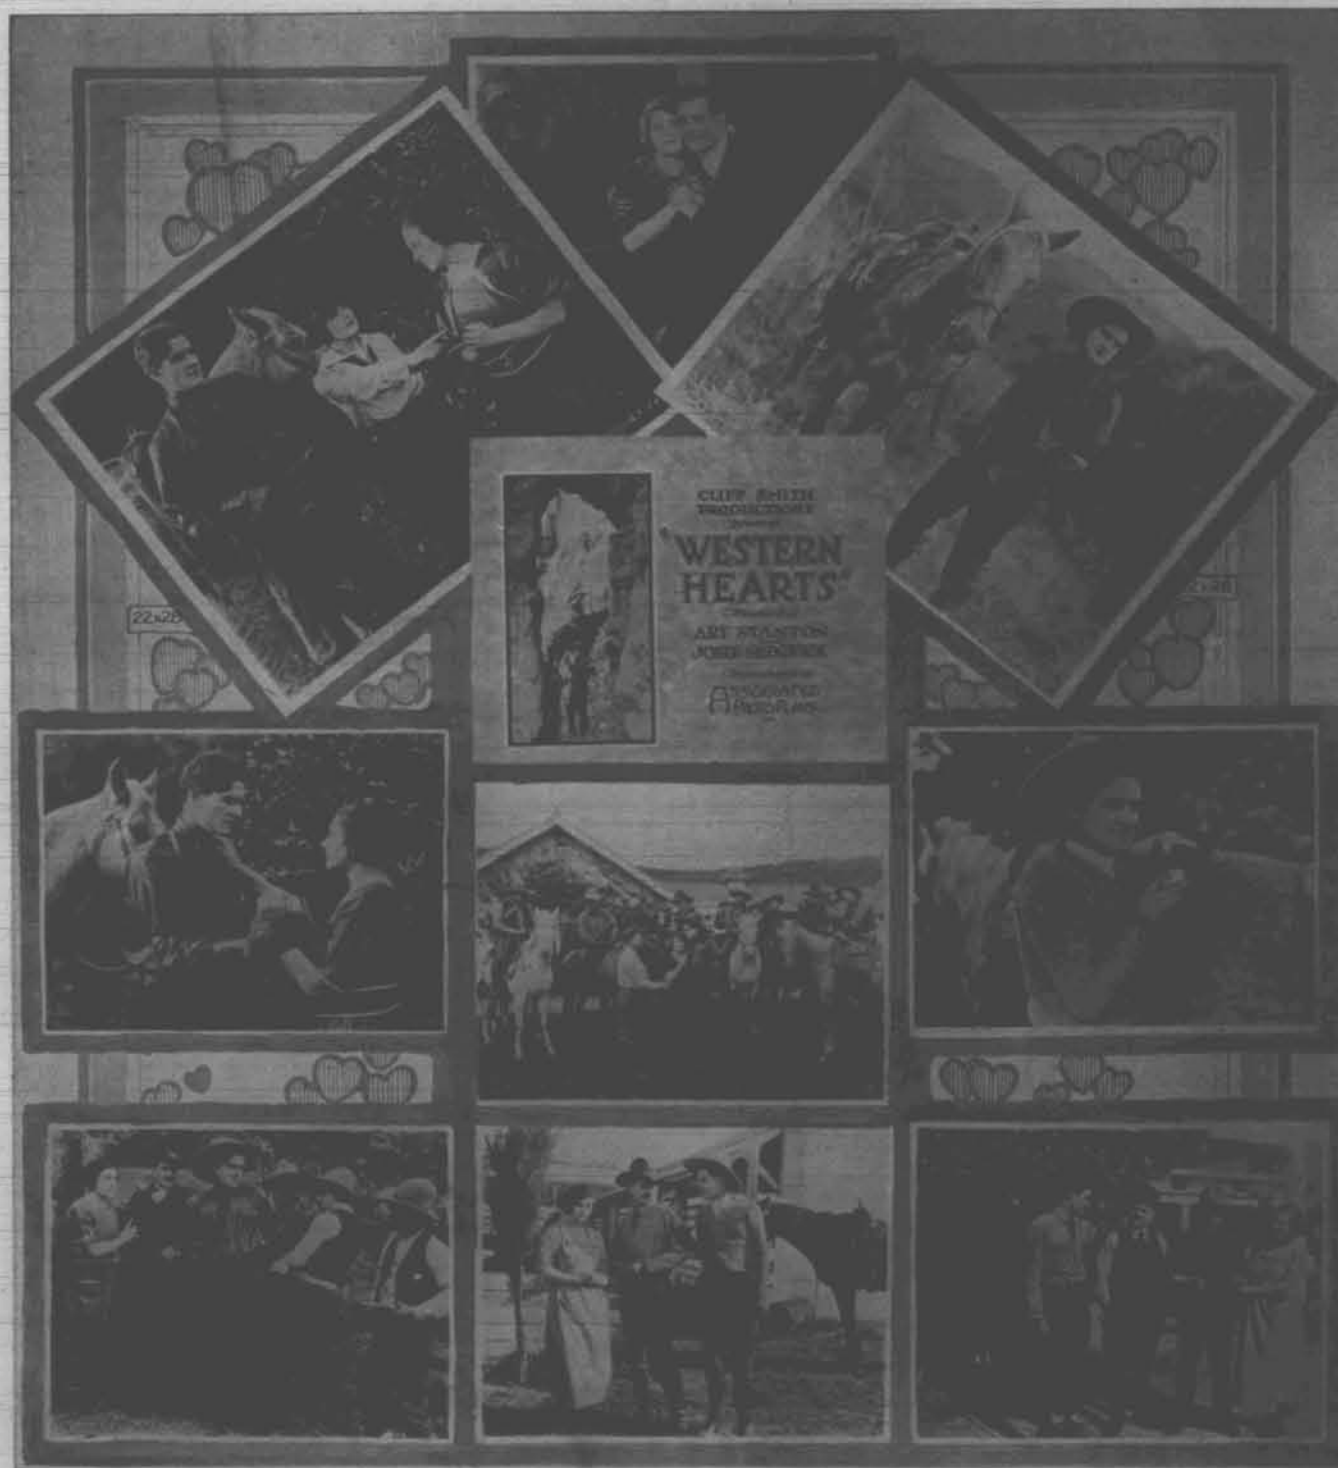 CLIFF SMITH
PRODUCTIONS
"WESTERN
HEARTS"
ART STANTON
JOSIE SEDGWICK
ASSOCIATED
PHOTOPLAYS
22x28